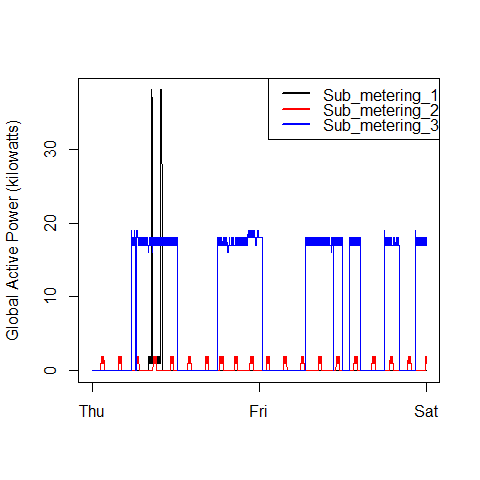 Sub_metering_1
Sub_metering_2
Sub_metering_3
Global Active Power (kilowatts)
30
20
10
0
Thu Fri Sat